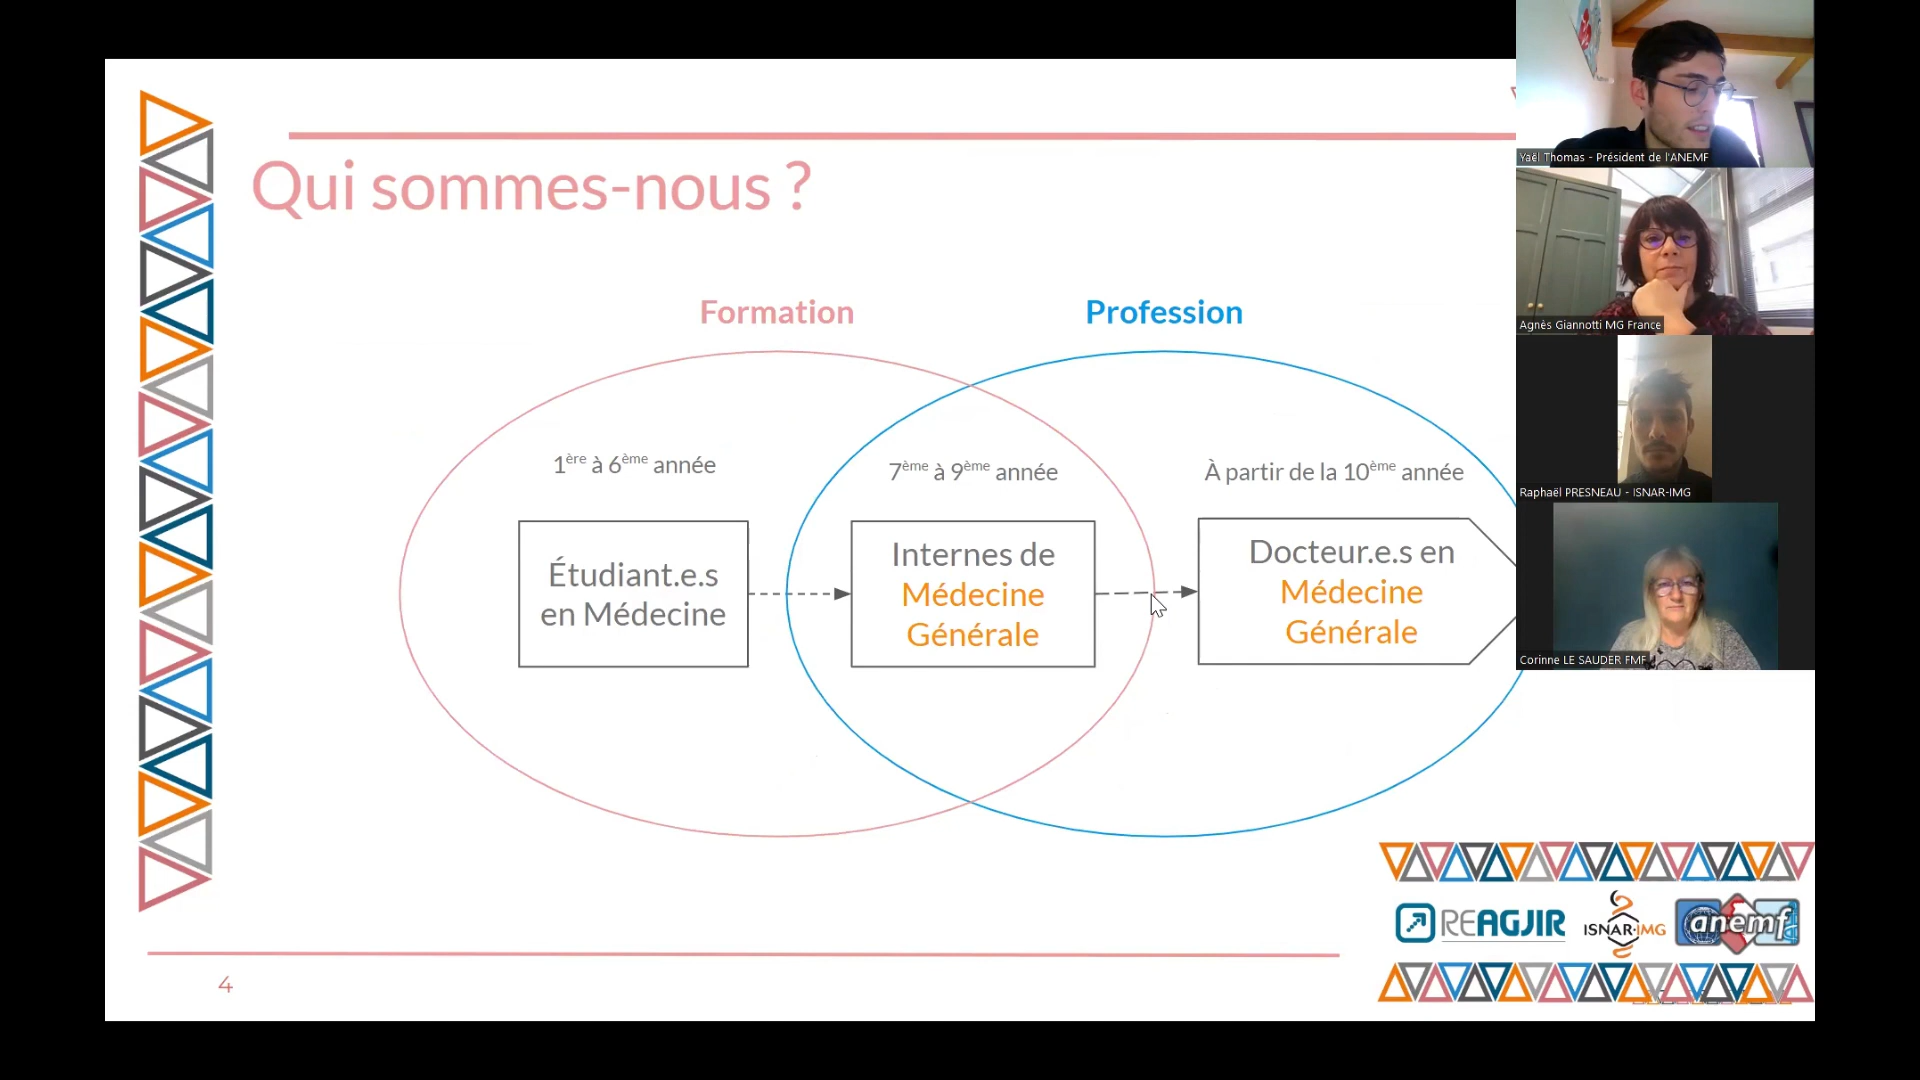 Qui sommes-nous ?
Formation
Profession
1ère à 6ème année
7ème à 9ème année
À partir de la 10ème année
Étudiant.e.s
en Médecine
Internes de
Médecine
Générale
Docteur.e.s en
Médecine
Générale
Yaël Thomas - Président de l'ANEMF
Agnès Giannotti MG France
Raphaël PRESNEAU - ISNAR-IMG
Corinne LE SAUDER FMF
REAGJIR
ISNAR-IMG
anemf
4